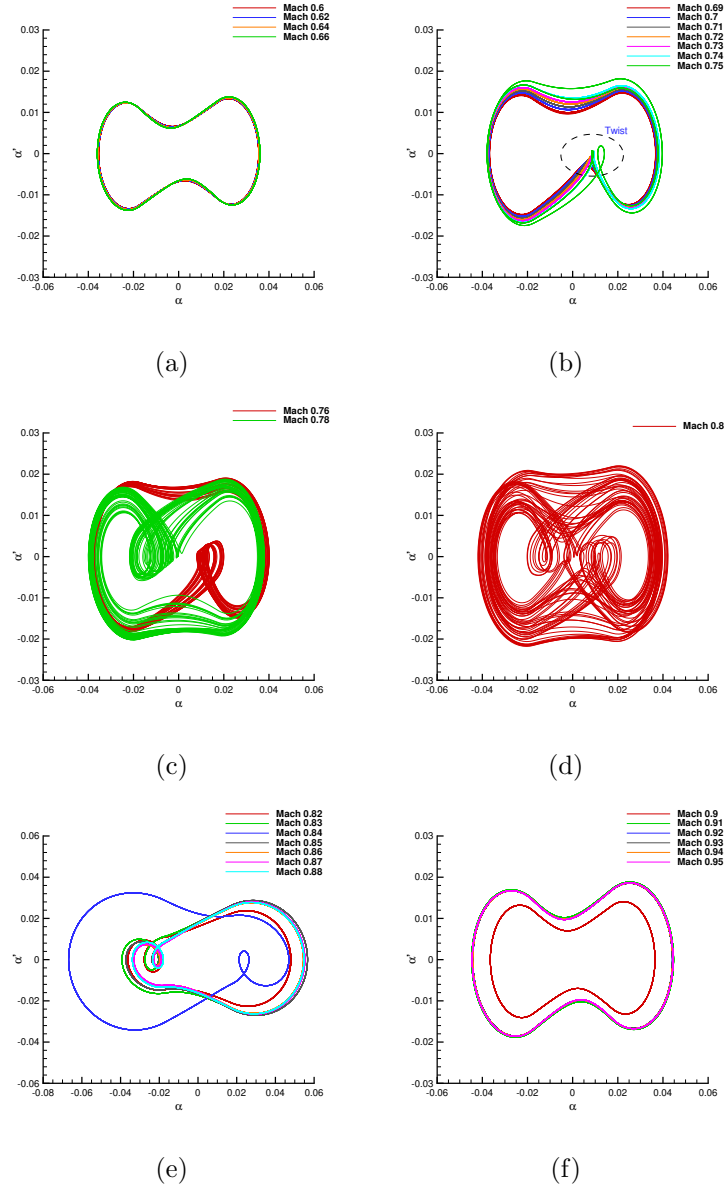 Mach 0.6
Mach 0.62
Mach 0.64
Mach 0.66
0.03
0.02
0.01
0
-0.01
-0.02
-0.03
α'
-0.06 -0.04 -0.02 0 0.02 0.04 0.06
α
(a)
Mach 0.69
Mach 0.7
Mach 0.71
Mach 0.72
Mach 0.73
Mach 0.74
Mach 0.75
Twist
0.03
0.02
0.01
0
-0.01
-0.02
-0.03
α'
-0.06 -0.04 -0.02 0 0.02 0.04 0.06
α
(b)
Mach 0.76
Mach 0.78
0.03
0.02
0.01
0
-0.01
-0.02
-0.03
α'
-0.06 -0.04 -0.02 0 0.02 0.04 0.06
α
(c)
Mach 0.8
0.03
0.02
0.01
0
-0.01
-0.02
-0.03
α'
-0.06 -0.04 -0.02 0 0.02 0.04 0.06
α
(d)
Mach 0.82
Mach 0.83
Mach 0.84
Mach 0.85
Mach 0.86
Mach 0.87
Mach 0.88
0.06
0.04
0.02
0
-0.02
-0.04
-0.06
α'
-0.08 -0.06 -0.04 -0.02 0 0.02 0.04 0.06
α
(e)
Mach 0.9
Mach 0.91
Mach 0.92
Mach 0.93
Mach 0.94
Mach 0.95
0.03
0.02
0.01
0
-0.01
-0.02
-0.03
α'
-0.06 -0.04 -0.02 0 0.02 0.04 0.06
α
(f)